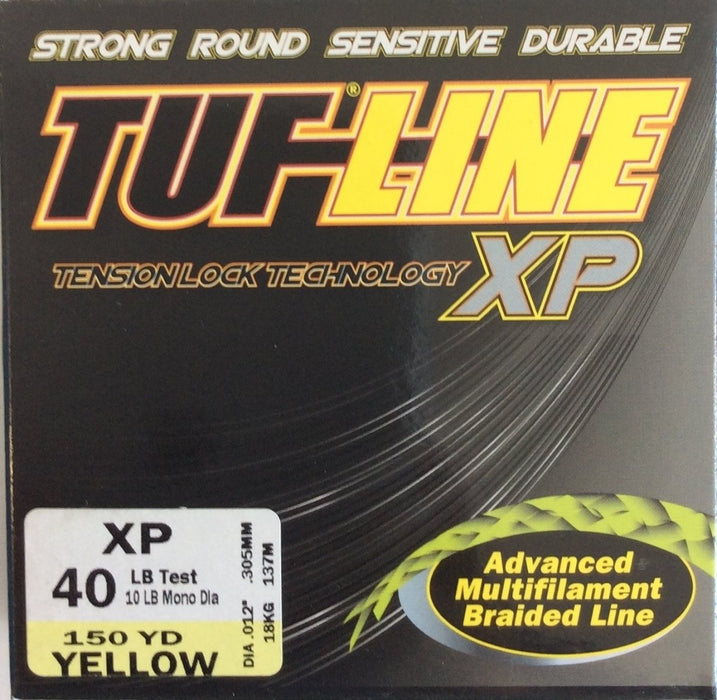 STRONG ROUND SENSITIVE DURABLE
TUF-LINE®
TENSION LOCK TECHNOLOGY XP
XP
40 LB Test
10 LB Mono Dia
150 YD
YELLOW
DIA .012" .305MM
18KG 137M
Advanced
Multifilament
Braided Line